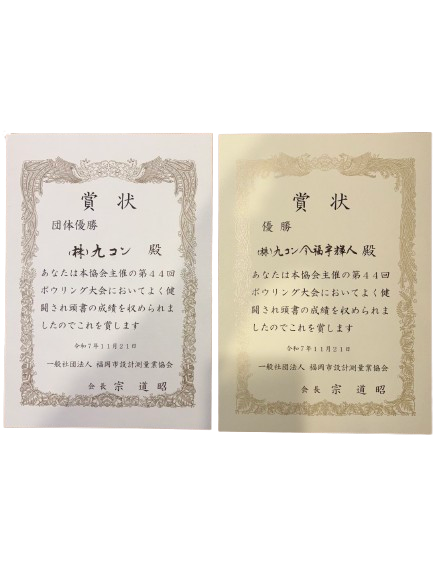 賞状
団体優勝
(株)九コン 殿
あなたは本協会主催の第44回
ボウリング大会においてよく健
闘され頭書の成績を収められま
したのでこれを賞します
令和7年11月21日
一般社団法人 福岡市設計測量業協会
会長 宗道昭
賞状
優勝
(株)九コン 殿
あなたは本協会主催の第44回
ボウリング大会においてよく健
闘され頭書の成績を収められま
したのでこれを賞します
令和7年11月21日
一般社団法人 福岡市設計測量業協会
会長 宗道昭